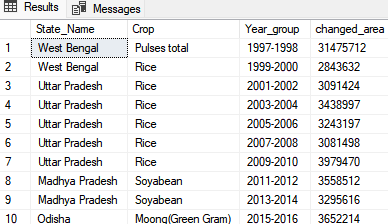 Results Messages
State_Name Crop Year_group changed_area
1 West Bengal Pulses total 1997-1998 31475712
2 West Bengal Rice 1999-2000 2843632
3 Uttar Pradesh Rice 2001-2002 3091424
4 Uttar Pradesh Rice 2003-2004 3438997
5 Uttar Pradesh Rice 2005-2006 3243197
6 Uttar Pradesh Rice 2007-2008 3081498
7 Uttar Pradesh Rice 2009-2010 3979470
8 Madhya Pradesh Soyabean 2011-2012 3558512
9 Madhya Pradesh Soyabean 2013-2014 3295616
10 Odisha Moong(Green Gram) 2015-2016 3652214